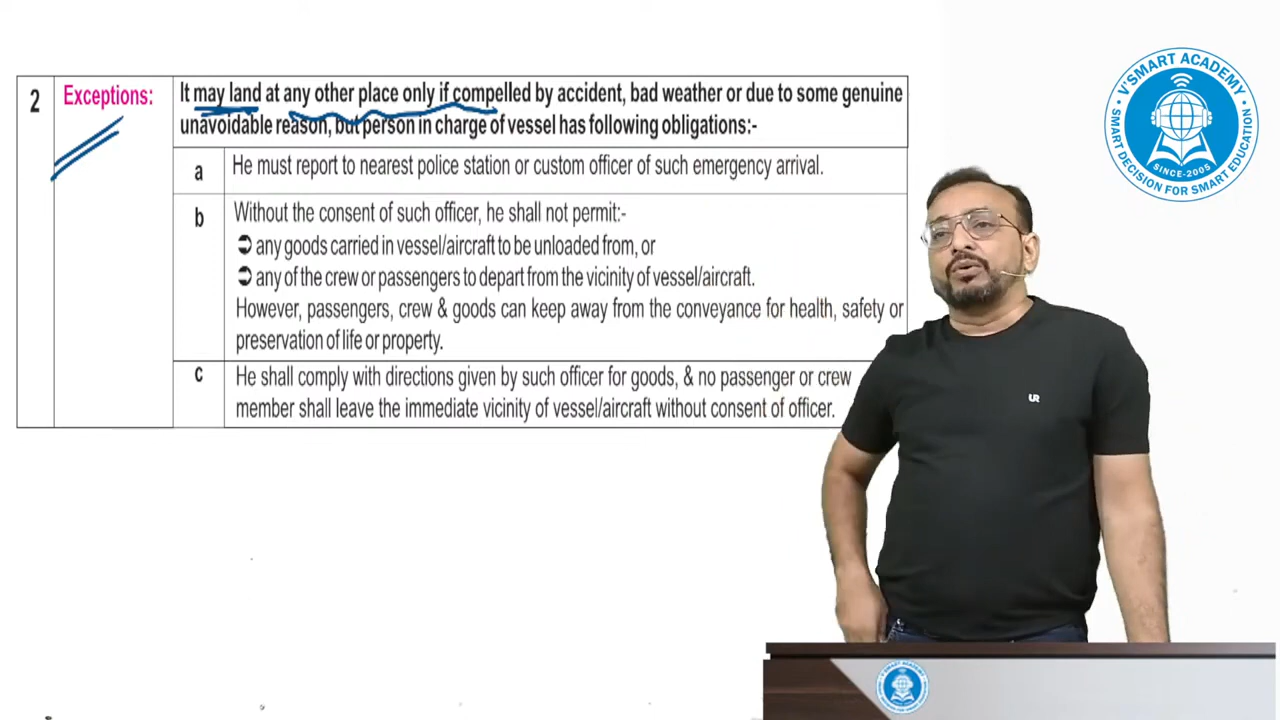 2
Exceptions:
It may land at any other place only if compelled by accident, bad weather or due to some genuine
unavoidable reason, but person in charge of vessel has following obligations:-
a
He must report to nearest police station or custom officer of such emergency arrival.
b
Without the consent of such officer, he shall not permit:-
➲ any goods carried in vessel/aircraft to be unloaded from, or
➲ any of the crew or passengers to depart from the vicinity of vessel/aircraft.
However, passengers, crew & goods can keep away from the conveyance for health, safety or
preservation of life or property.
c
He shall comply with directions given by such officer for goods, & no passenger or crew
member shall leave the immediate vicinity of vessel/aircraft without consent of officer.
• V'SMART ACADEMY •
SMART DECISION FOR SMART EDUCATION
SINCE-2005
UR